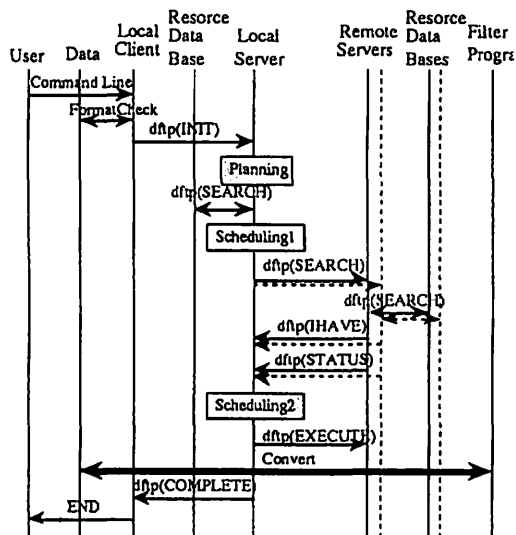 User
Data
Local
Client
Resorce
Data
Base
Local
Server
Remote
Servers
Resorce
Data
Bases
Filter
Progra
Command Line
FormatCheck
dftp(INIT)
Planning
dftp(SEARCH)
Scheduling1
dftp(SEARCH)
dftp(SEARCH)
dftp(IHAVE)
dftp(STATUS)
Scheduling2
dftp(EXECUTE)
Convert
dftp(COMPLETE)
END